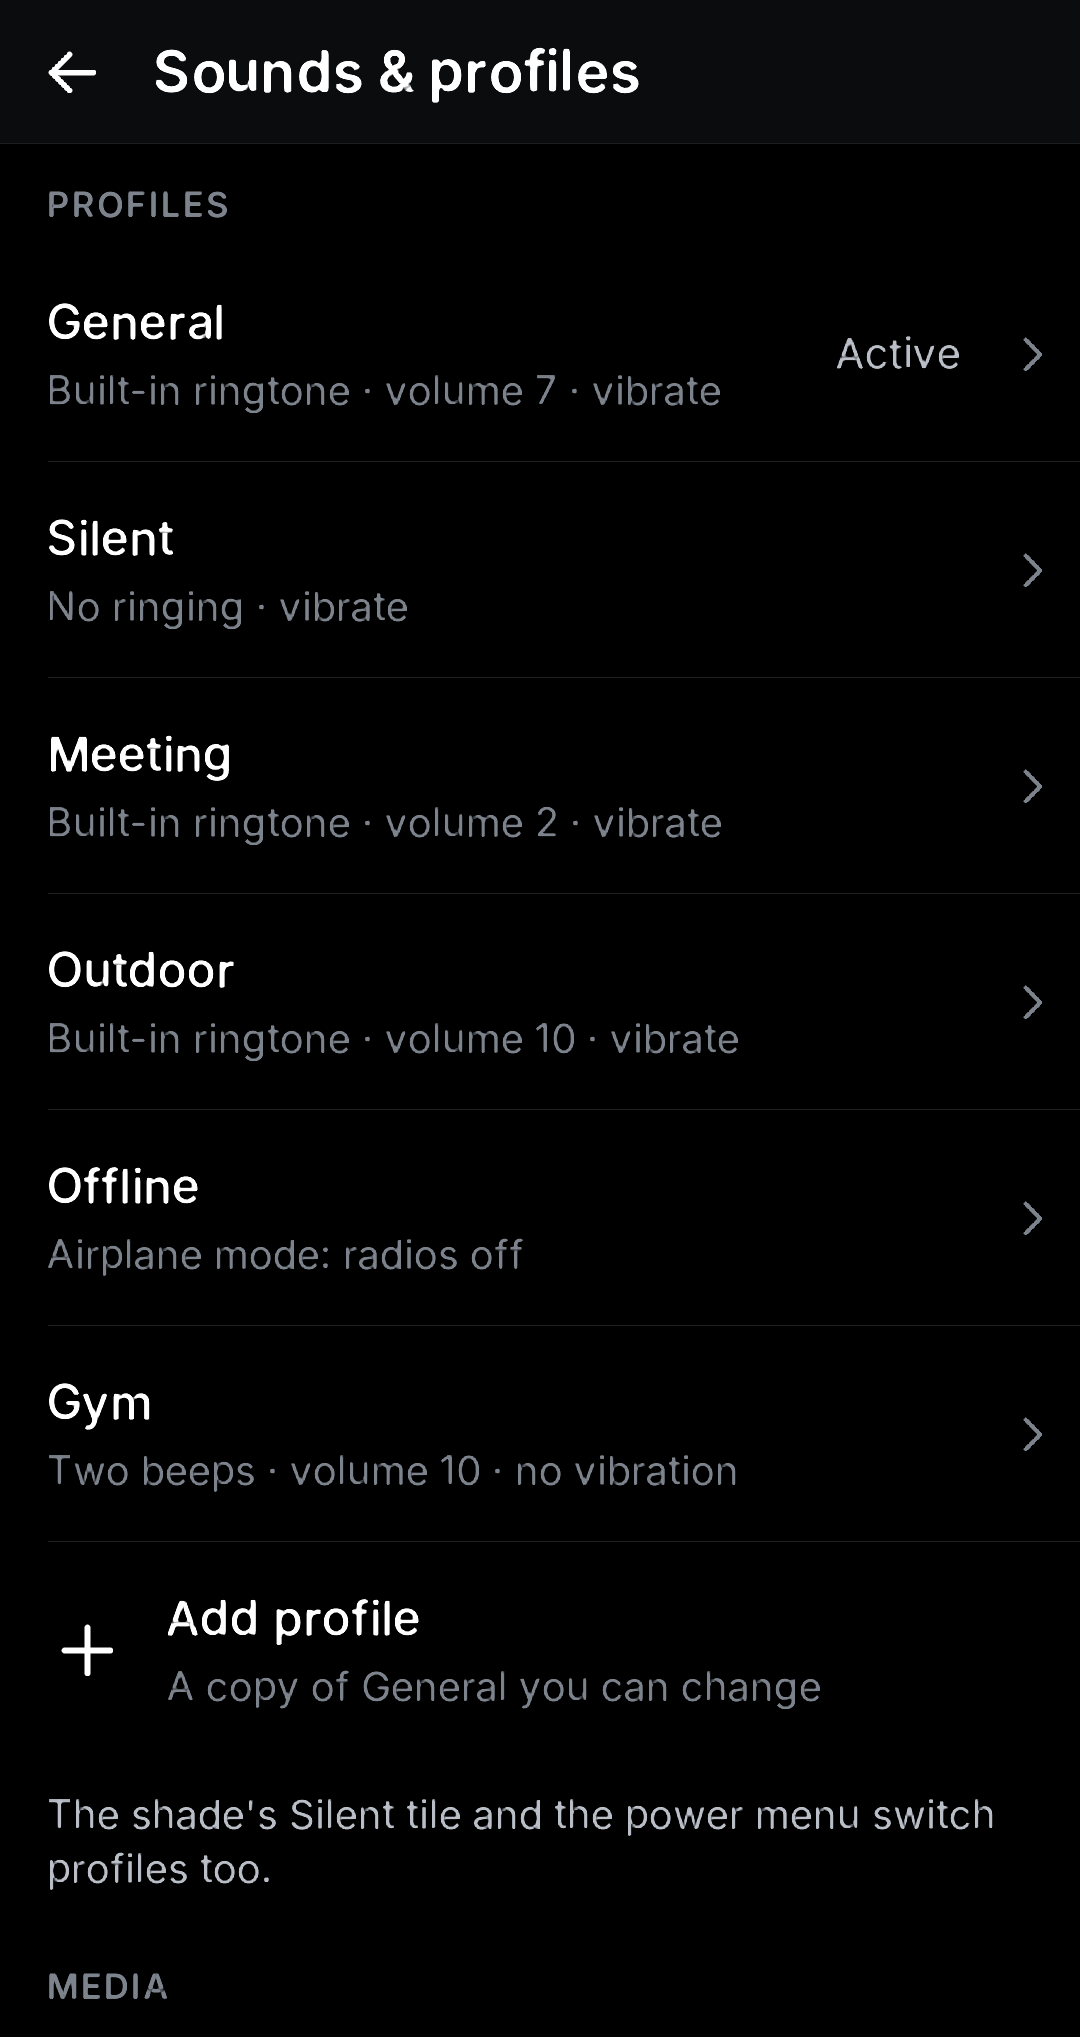 Sounds & profiles
PROFILES
General
Built-in ringtone · volume 7 · vibrate
Active
Silent
No ringing · vibrate
Meeting
Built-in ringtone · volume 2 · vibrate
Outdoor
Built-in ringtone · volume 10 · vibrate
Offline
Airplane mode: radios off
Gym
Two beeps · volume 10 · no vibration
Add profile
A copy of General you can change
The shade's Silent tile and the power menu switch
profiles too.
MEDIA